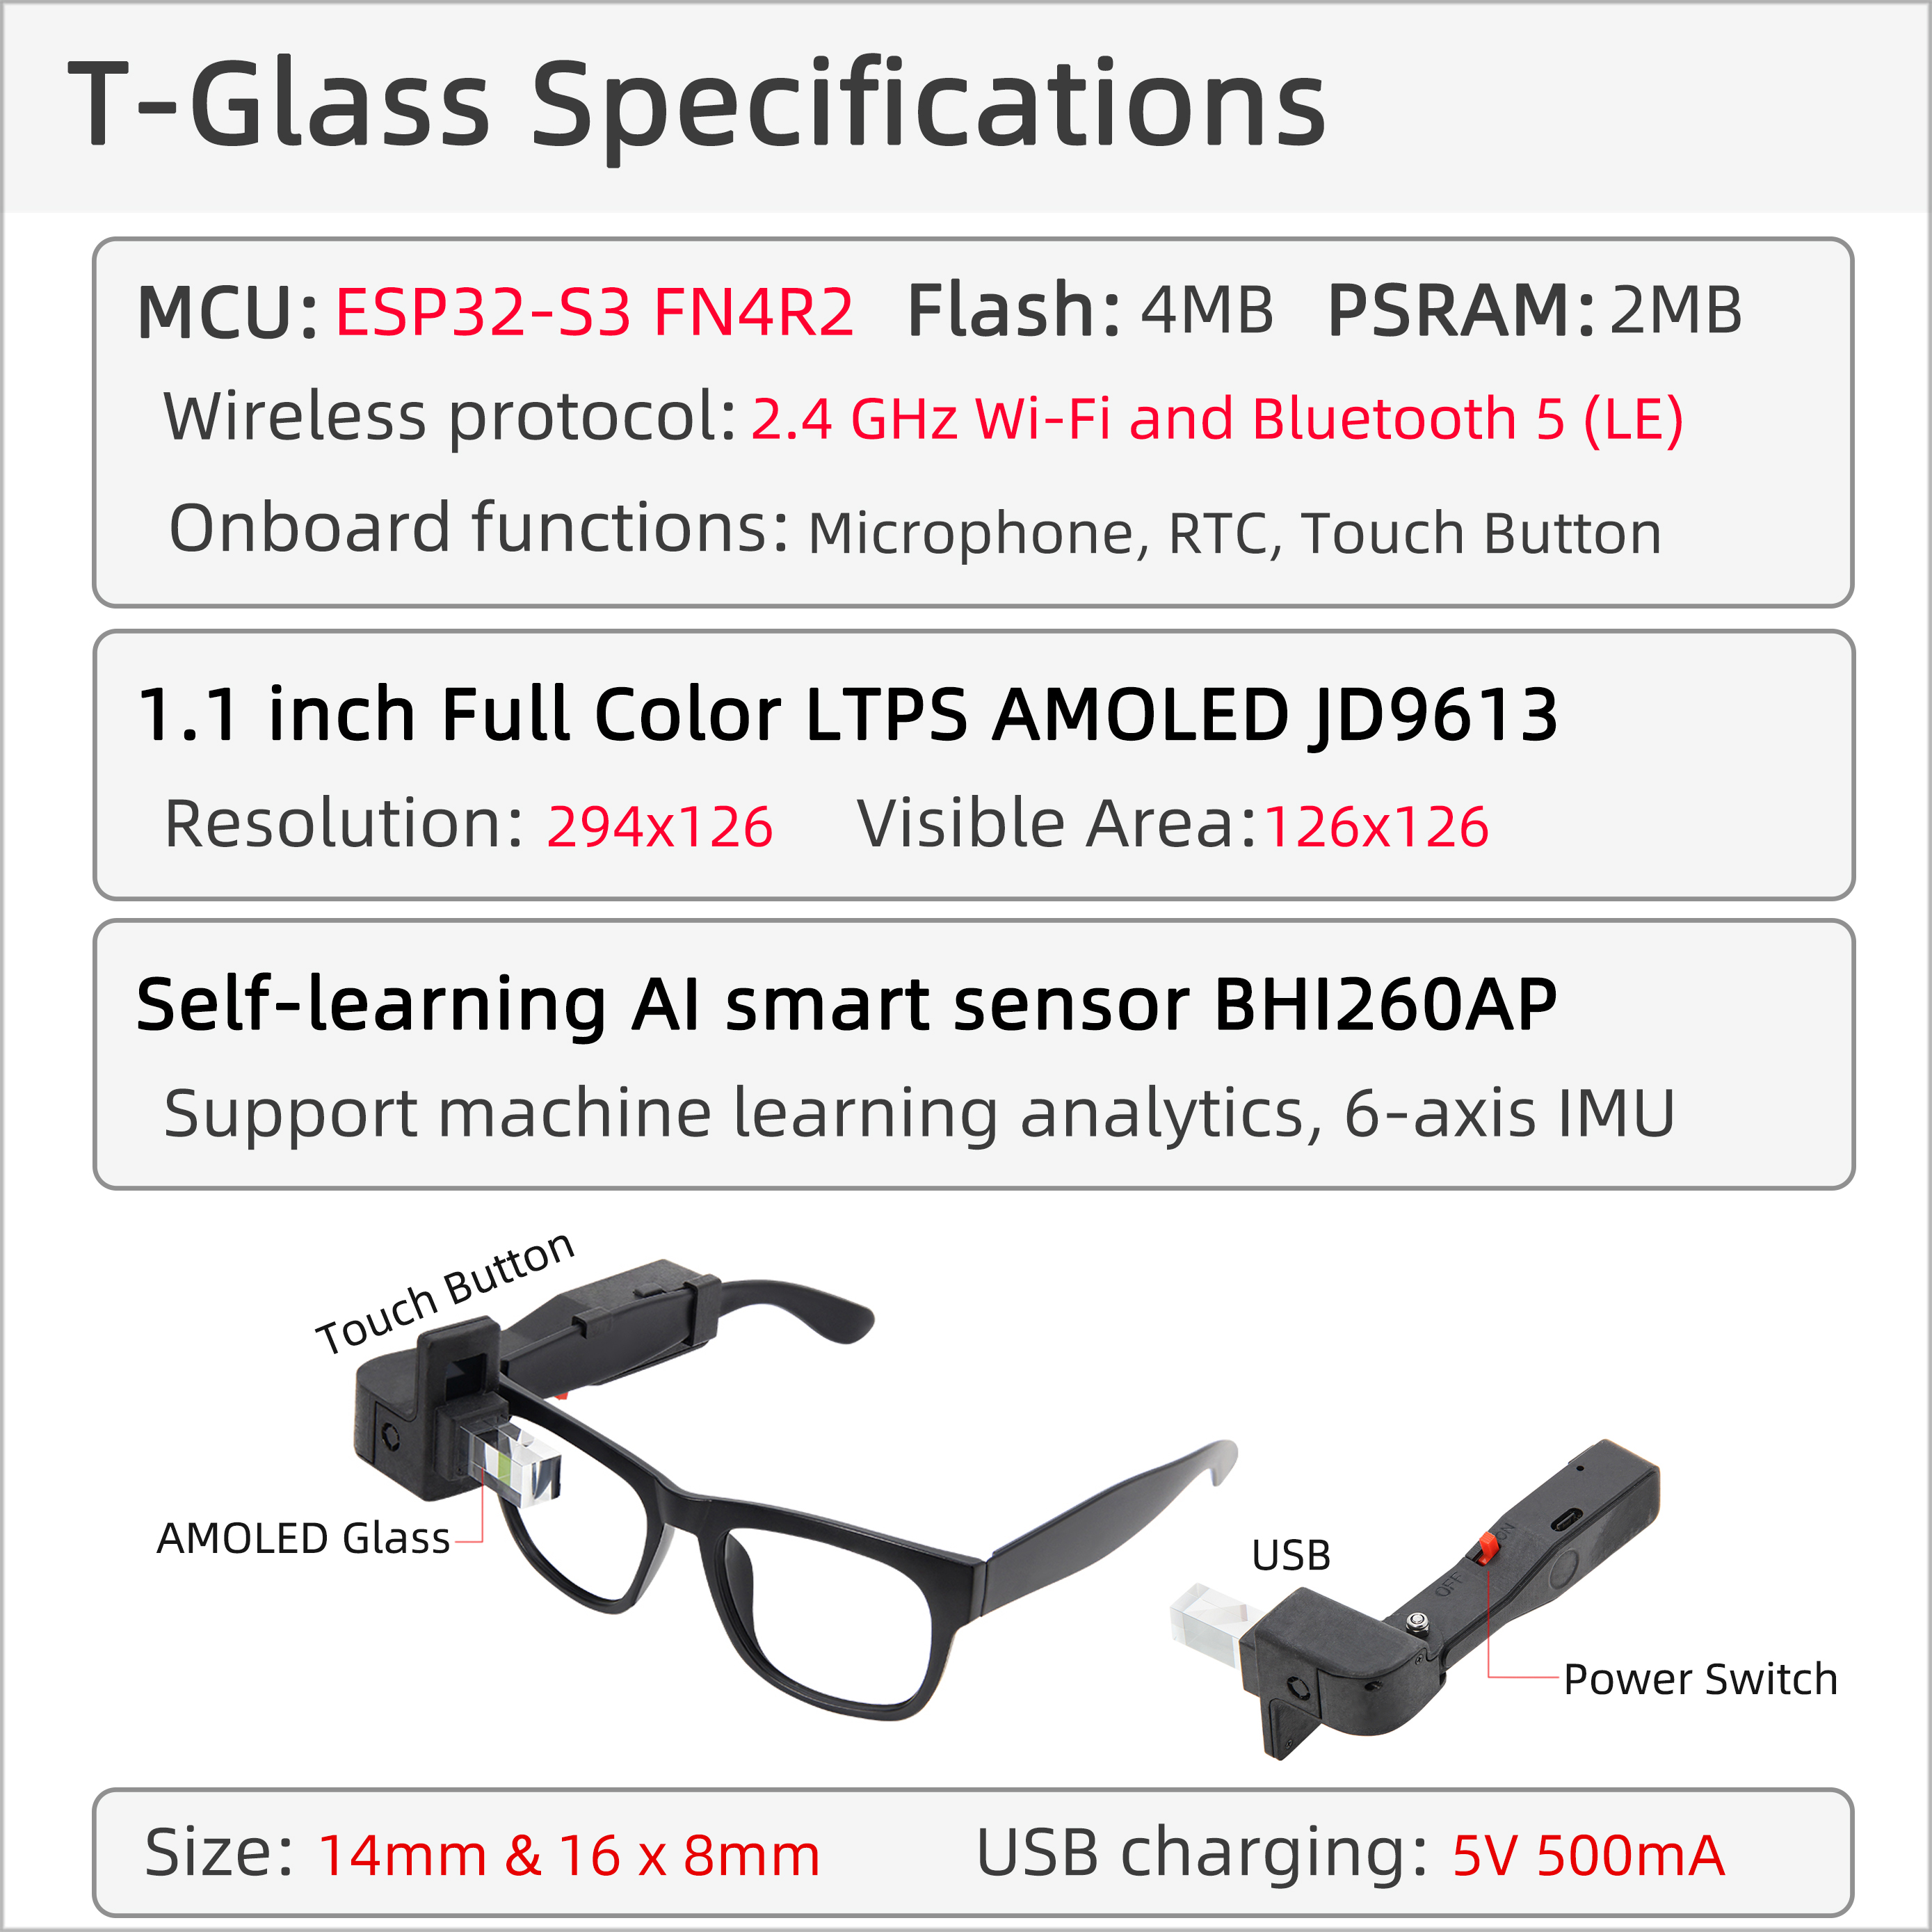 T-Glass Specifications
MCU: ESP32-S3 FN4R2 Flash: 4MB PSRAM: 2MB
Wireless protocol: 2.4 GHz Wi-Fi and Bluetooth 5 (LE)
Onboard functions: Microphone, RTC, Touch Button
1.1 inch Full Color LTPS AMOLED JD9613
Resolution: 294x126 Visible Area: 126x126
Self-learning AI smart sensor BHI260AP
Support machine learning analytics, 6-axis IMU
Touch Button
AMOLED Glass
USB
ON
OFF
Power Switch
Size: 14mm & 16 x 8mm USB charging: 5V 500mA